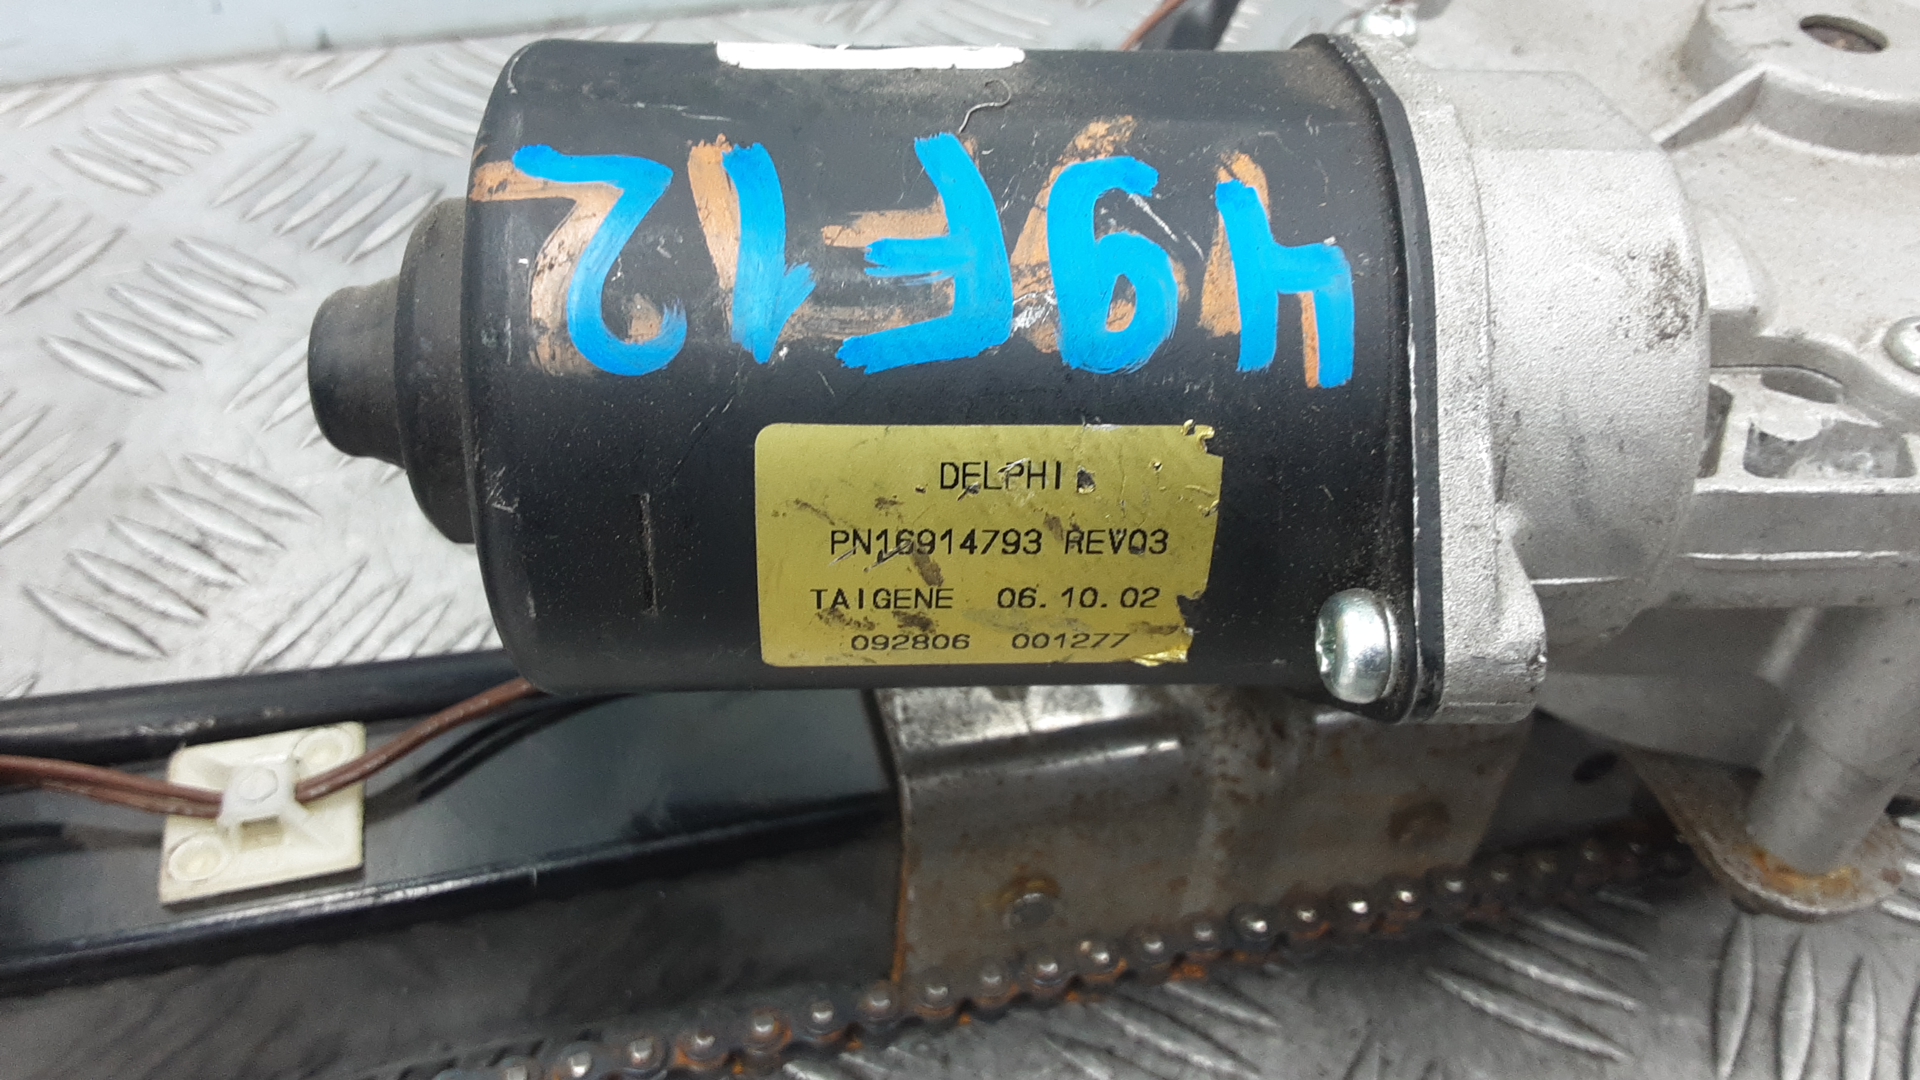 49F12
DELPHI
PN16914793 REV03
TAIGENE 06.10.02
092806 001277